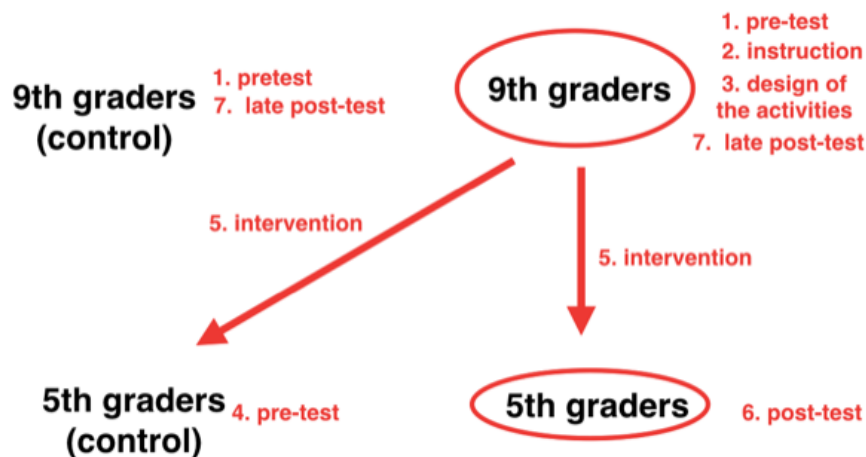 9th graders
(control)
1. pretest
7. late post-test
9th graders
1. pre-test
2. instruction
3. design of
the activities
7. late post-test
5. intervention
5. intervention
5th graders
(control)
4. pre-test
5th graders
6. post-test